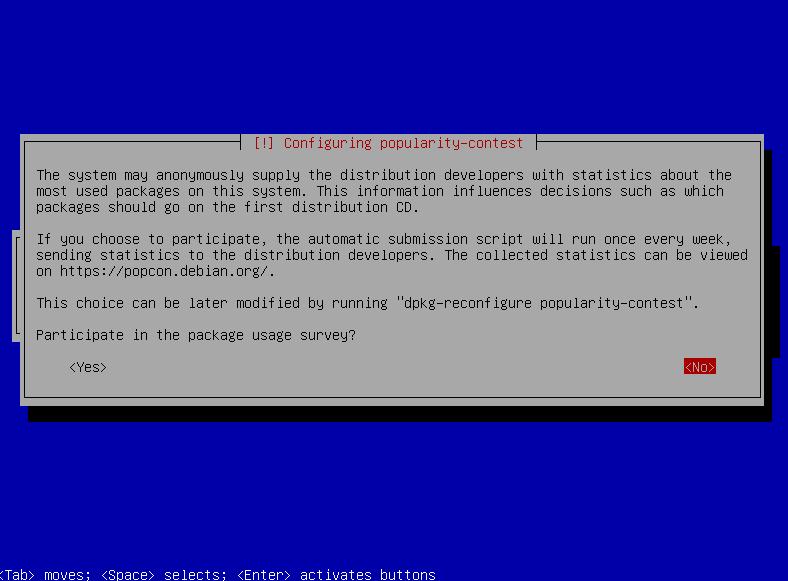 [!] Configuring popularity-contest
The system may anonymously supply the distribution developers with statistics about the
most used packages on this system. This information influences decisions such as which
packages should go on the first distribution CD.
If you choose to participate, the automatic submission script will run once every week,
sending statistics to the distribution developers. The collected statistics can be viewed
on https://popcon.debian.org/.
This choice can be later modified by running "dpkg-reconfigure popularity-contest".
Participate in the package usage survey?
<Yes> <No>
<Tab> moves; <Space> selects; <Enter> activates buttons